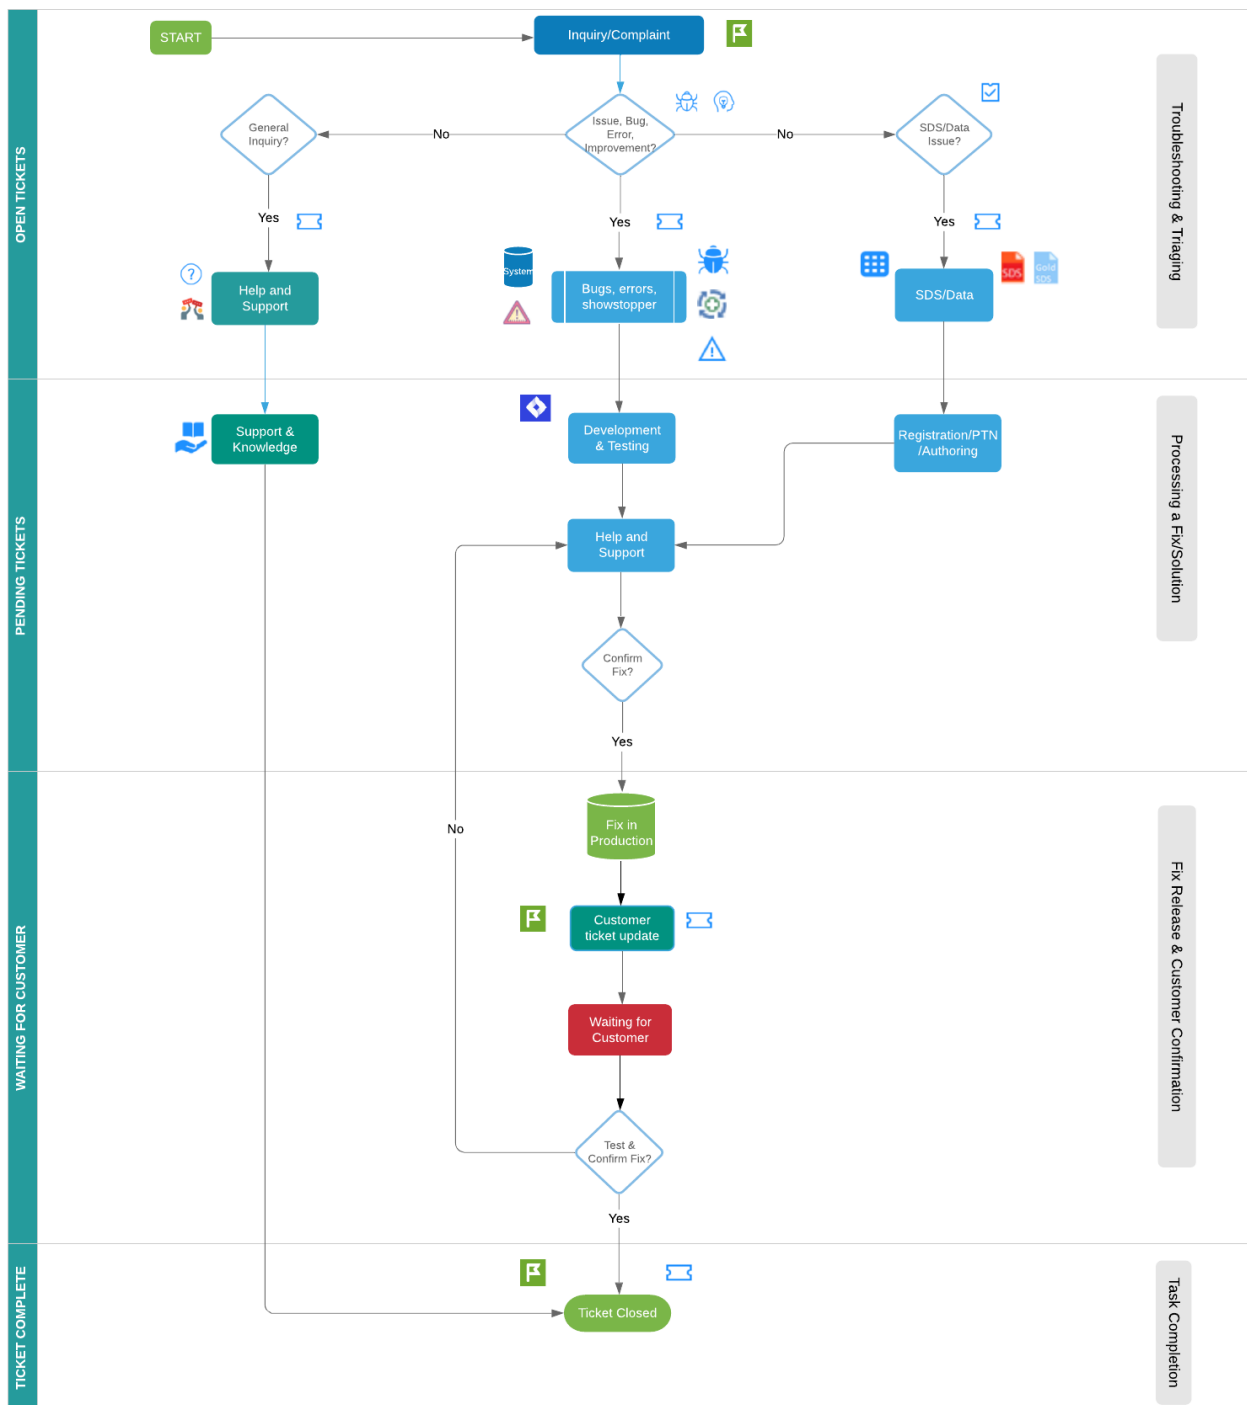 START
Inquiry/Complaint
OPEN TICKETS
Troubleshooting & Triaging
General
Inquiry?
No
Issue, Bug,
Error,
Improvement?
No
SDS/Data
Issue?
Yes
Yes
Yes
System
Help and
Support
Bugs, errors,
showstopper
SDS/Data
SDS
Gold
SDS
PENDING TICKETS
Processing a Fix/Solution
Support &
Knowledge
Development
& Testing
Registration/PTN
/Authoring
Help and
Support
Confirm
Fix?
Yes
WAITING FOR CUSTOMER
Fix Release & Customer Confirmation
No
Fix in
Production
Customer
ticket update
Waiting for
Customer
Test &
Confirm Fix?
Yes
TICKET COMPLETE
Task Completion
Ticket Closed